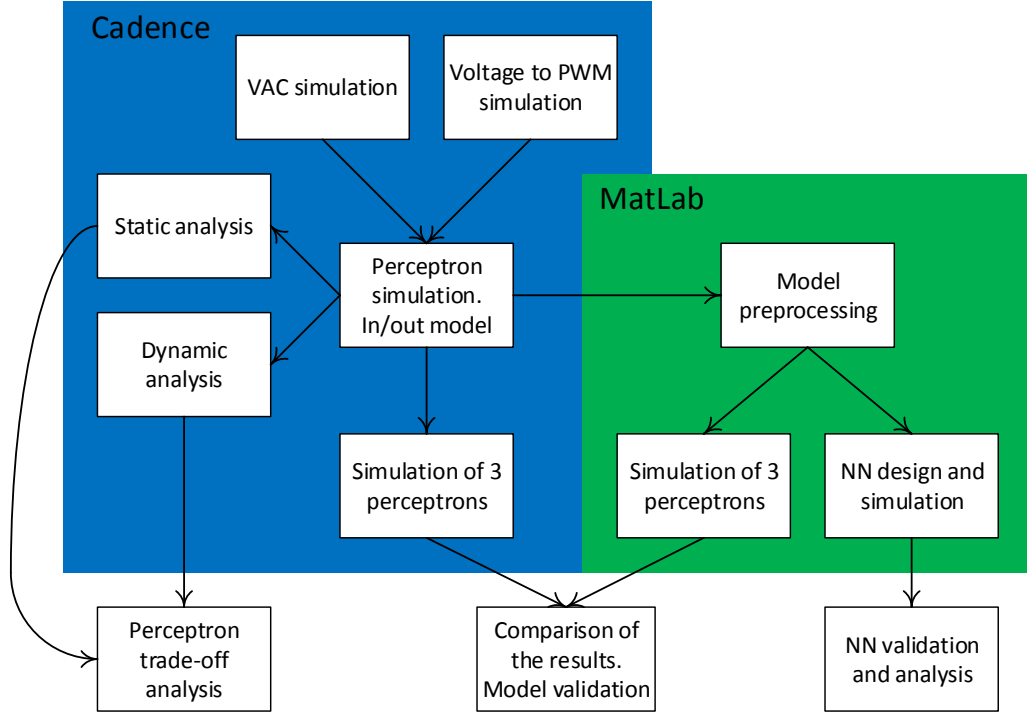 Cadence
VAC simulation
Voltage to PWM
simulation
MatLab
Static analysis
Perceptron
simulation.
In/out model
Model
preprocessing
Dynamic
analysis
Simulation of 3
perceptrons
Simulation of 3
perceptrons
NN design and
simulation
Perceptron
trade-off
analysis
Comparison of
the results.
Model validation
NN validation
and analysis